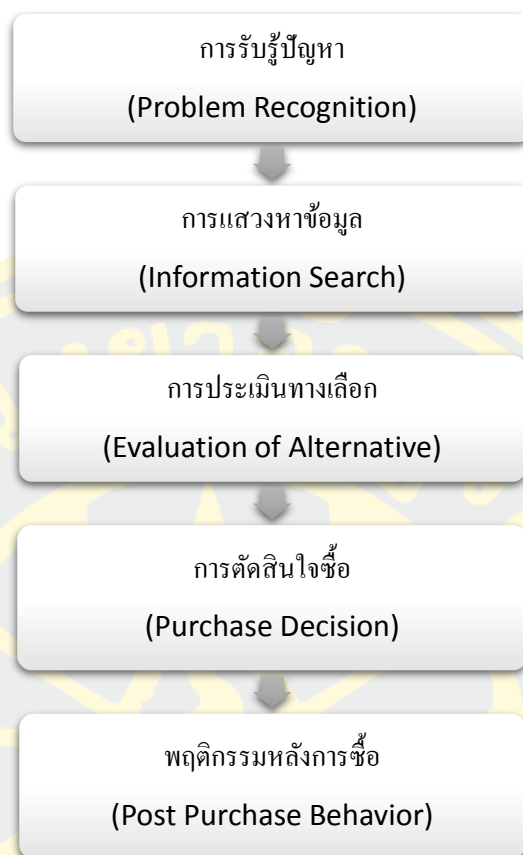 การรับรู้ปัญหา
(Problem Recognition)
การแสวงหาข้อมูล
(Information Search)
การประเมินทางเลือก
(Evaluation of Alternative)
การตัดสินใจซื้อ
(Purchase Decision)
พฤติกรรมหลังการซื้อ
(Post Purchase Behavior)